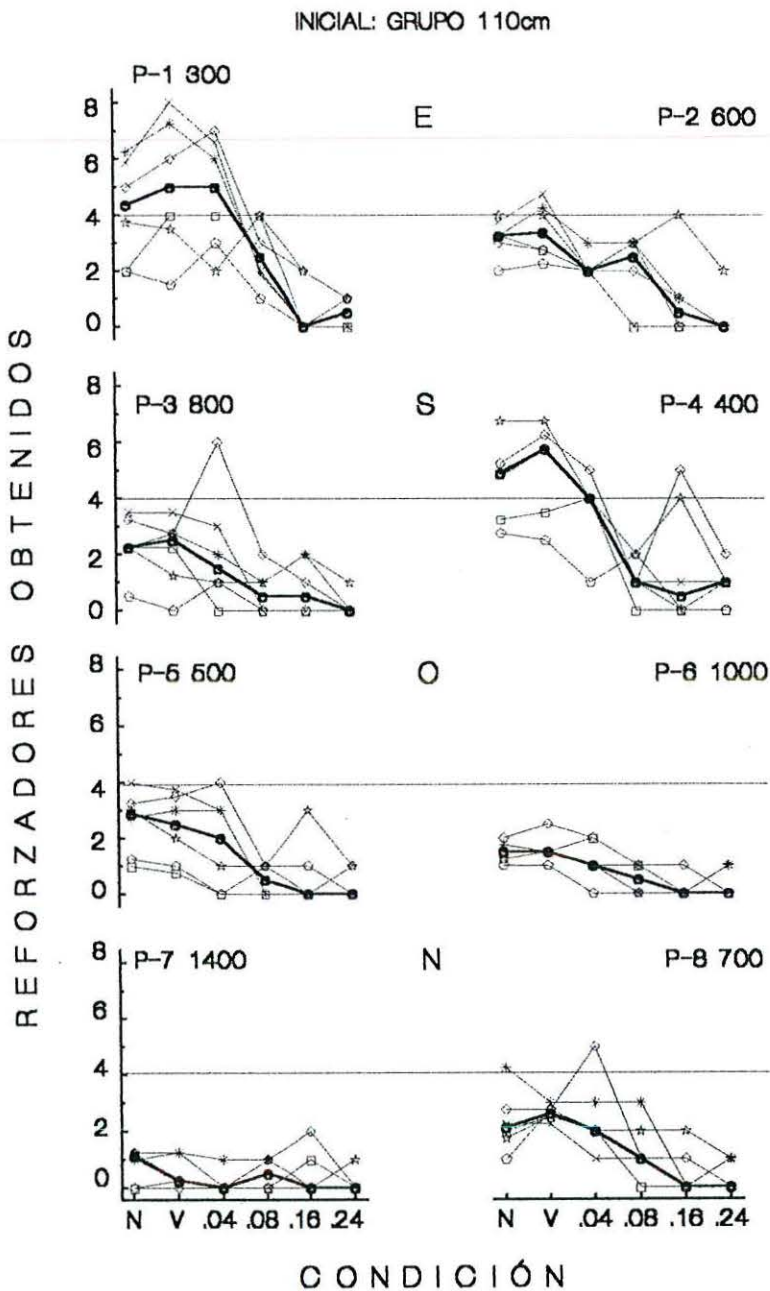 INICIAL: GRUPO 110cm
P-1 300
E
P-2 600
8
6
4
2
0
P-3 800
S
P-4 400
8
6
4
2
0
P-5 500
O
P-6 1000
8
6
4
2
0
P-7 1400
N
P-8 700
8
6
4
2
0
N V .04 .08 .16 .24
N V .04 .08 .16 .24
REFORZADORES OBTENIDOS
CONDICIÓN